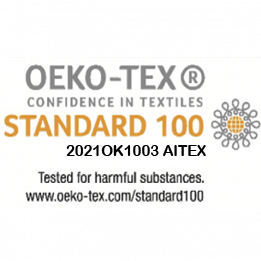 OEKO-TEX®
CONFIDENCE IN TEXTILES
STANDARD 100
2021OK1003 AITEX
Tested for harmful substances.
www.oeko-tex.com/standard100